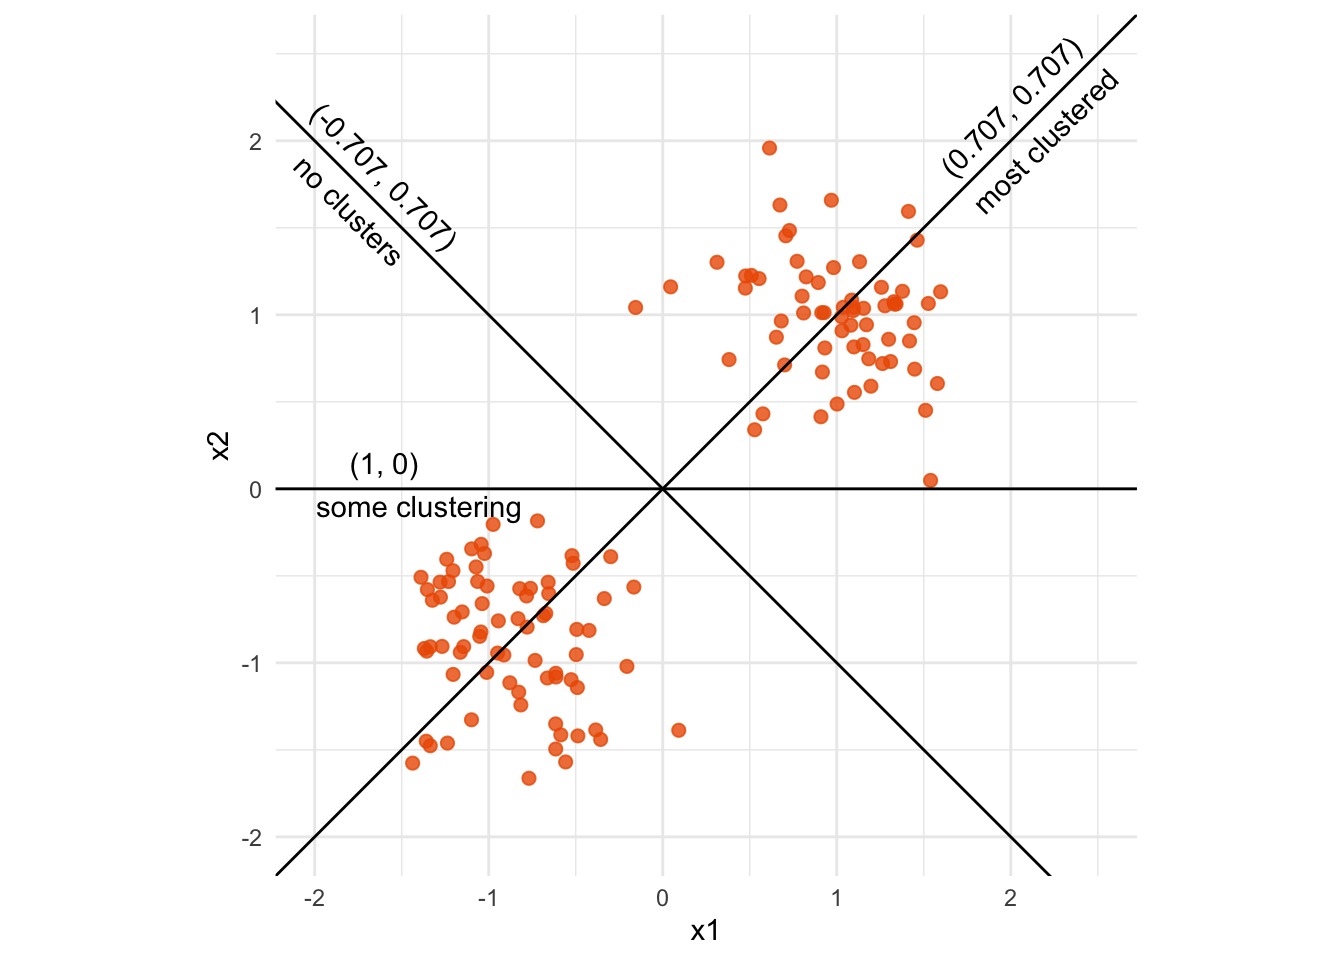 (-0.707, 0.707)
no clusters
(0.707, 0.707)
most clustered
(1, 0)
some clustering
x2
2
1
0
-1
-2
-2
-1
0
1
2
x1